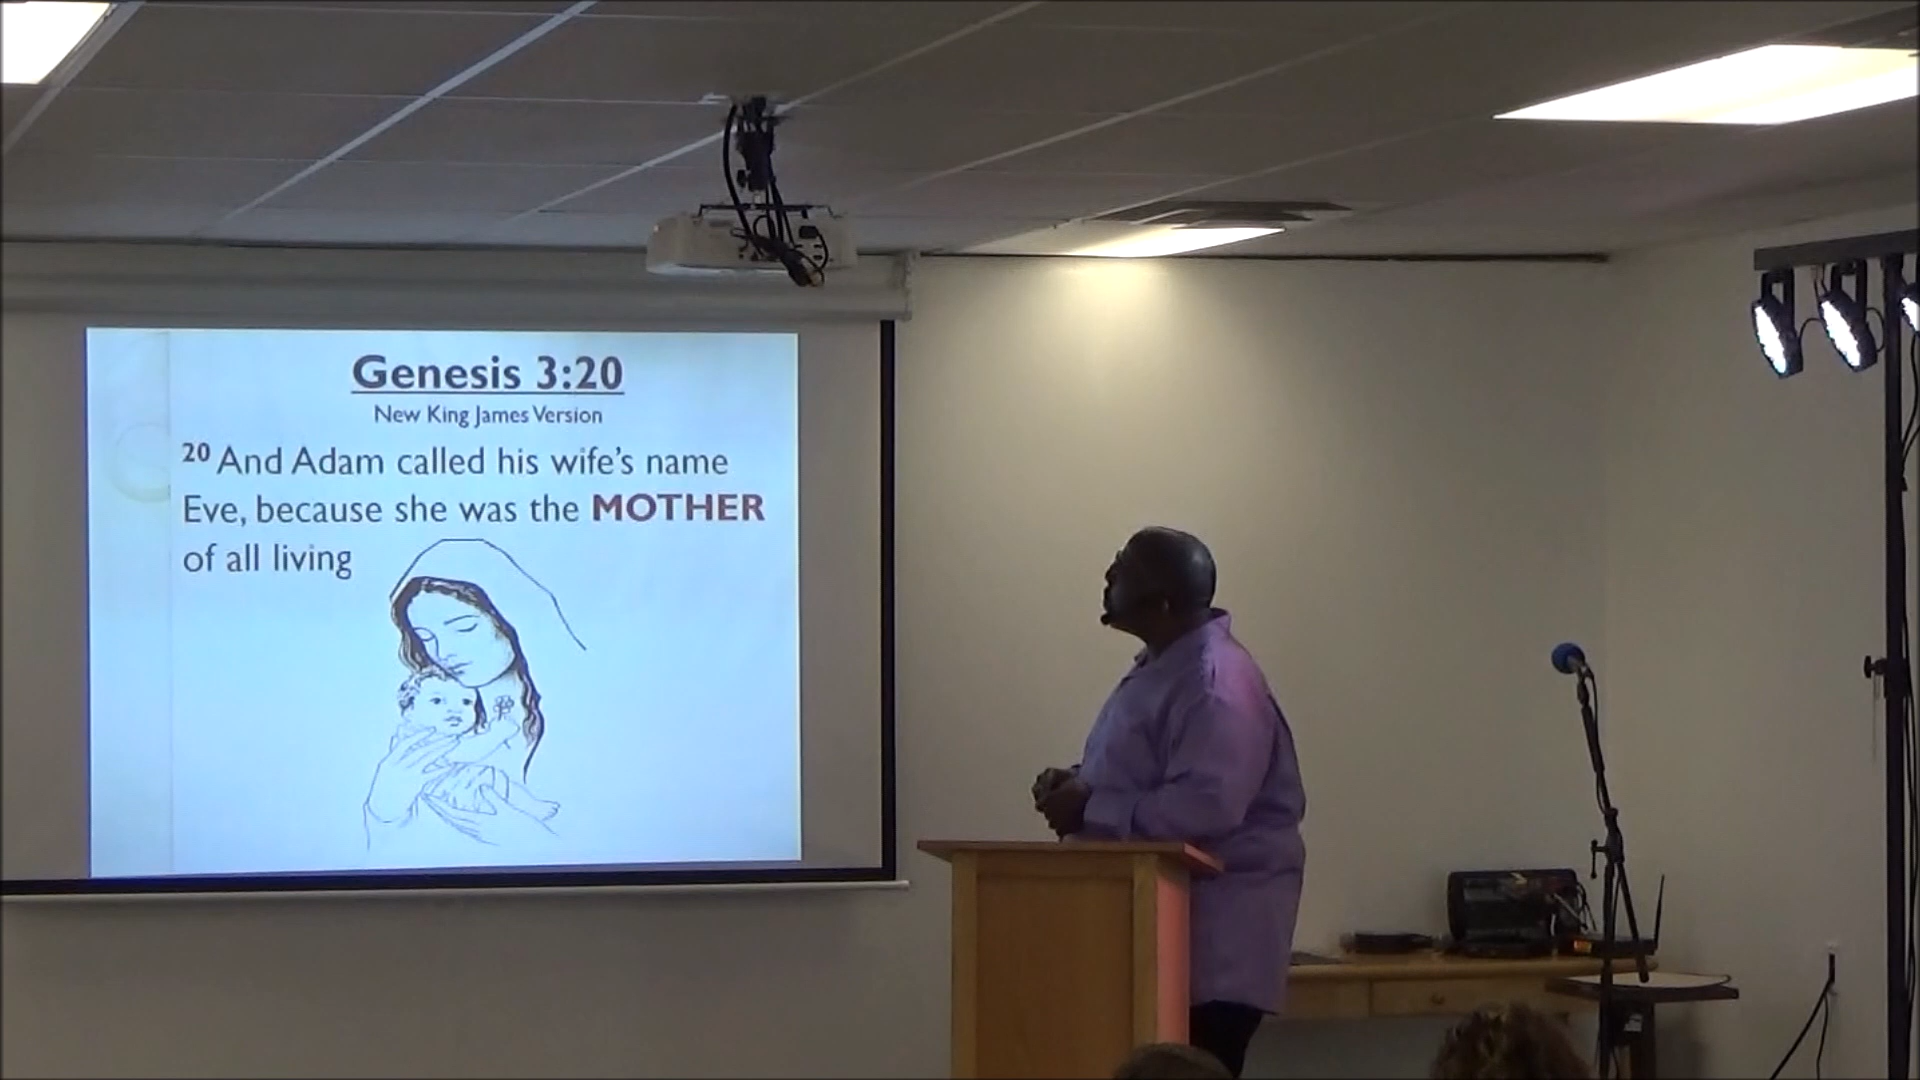 Genesis 3:20
New King James Version
20 And Adam called his wife's name
Eve, because she was the MOTHER
of all living